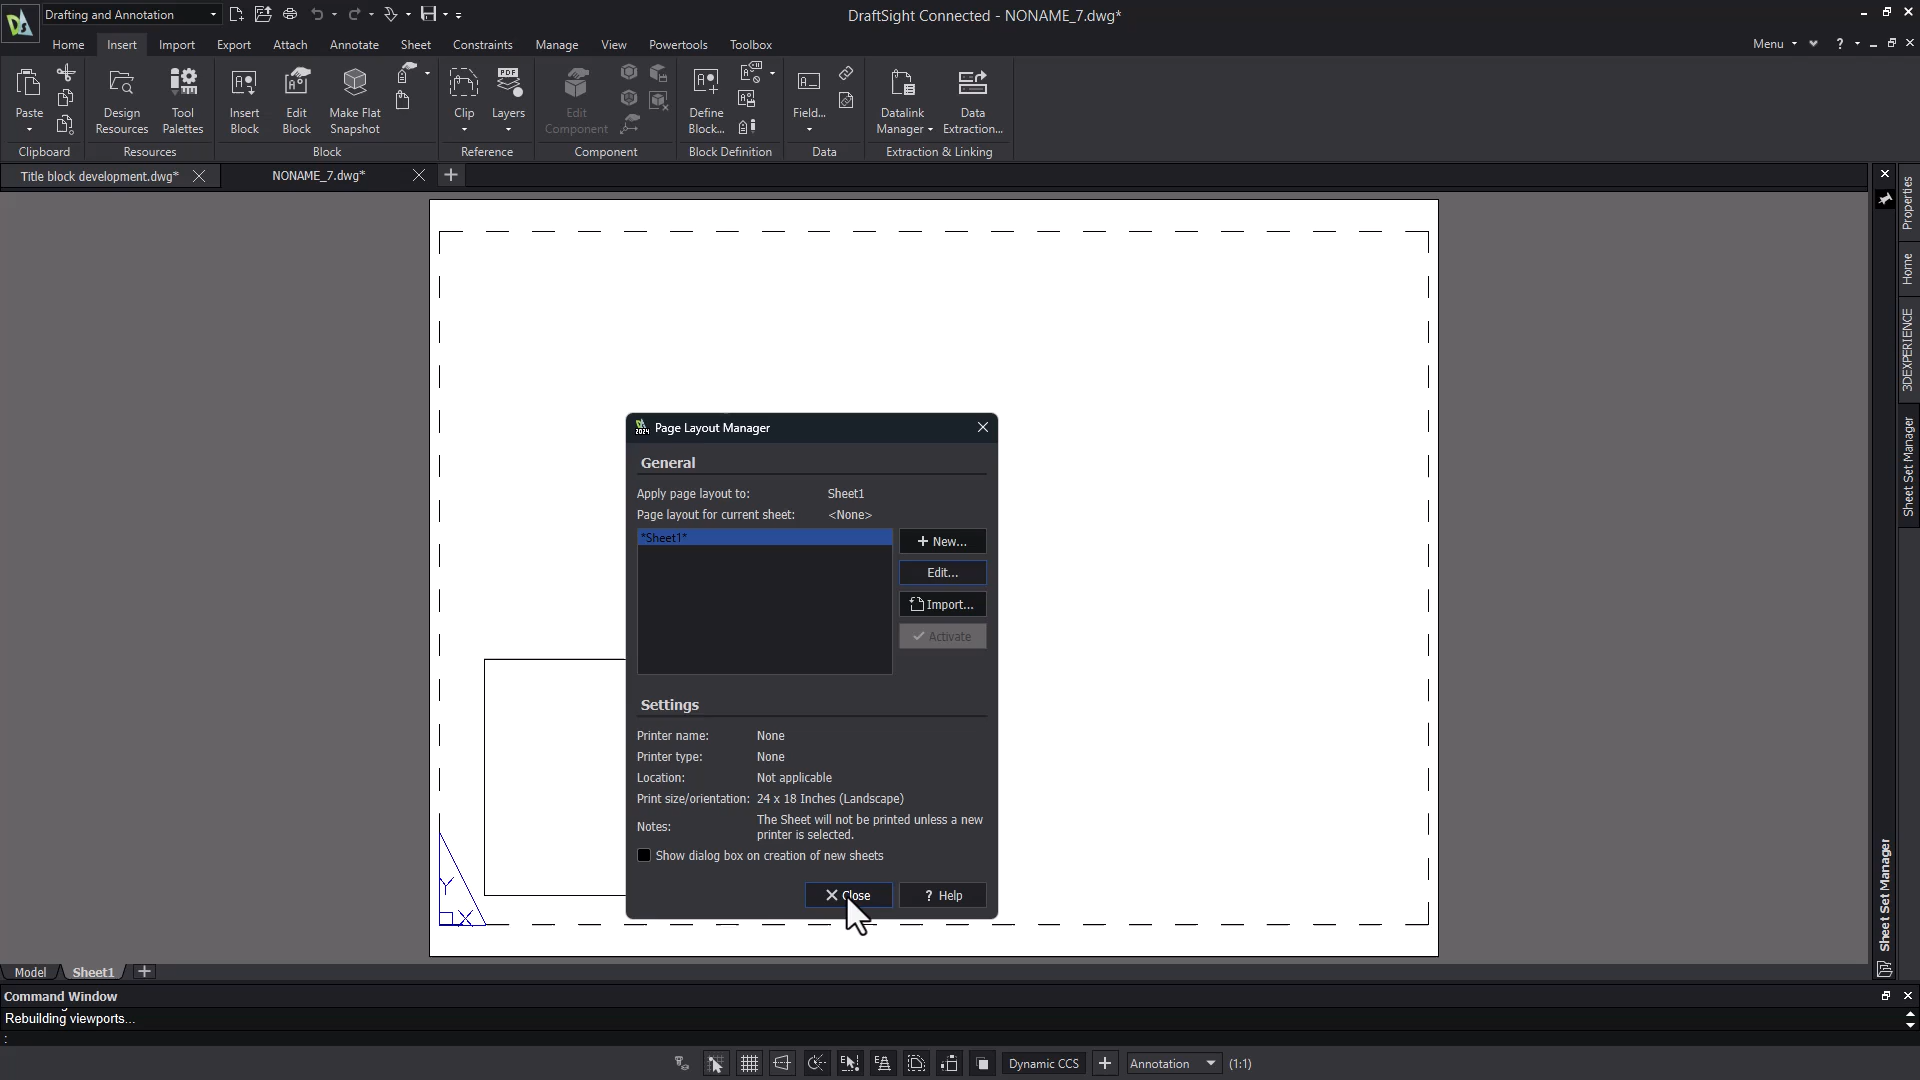 Drafting and Annotation
DraftSight Connected - NONAME_7.dwg*
Home Insert Import Export Attach Annotate Sheet Constraints Manage View Powertools Toolbox
Menu ?
Paste
Design Resources
Tool Palettes
Insert Block
Edit Block
Make Flat Snapshot
PDF
Clip
Layers
Edit Component
Define Block...
Field...
Datalink Manager
Data Extraction...
Clipboard Resources Block Reference Component Block Definition Data Extraction & Linking
Title block development.dwg* NONAME_7.dwg*
Properties
Home
3DEXPERIENCE
Sheet Set Manager
Sheet Set Manager
2024 Page Layout Manager
General
Apply page layout to: Sheet1
Page layout for current sheet: <None>
*Sheet1*
+ New...
Edit...
Import...
Activate
Settings
Printer name: None
Printer type: None
Location: Not applicable
Print size/orientation: 24 x 18 Inches (Landscape)
Notes: The Sheet will not be printed unless a new
printer is selected.
Show dialog box on creation of new sheets
Close ? Help
Y
X
Model Sheet1 +
Command Window
Rebuilding viewports...
:
Dynamic CCS + Annotation (1:1)